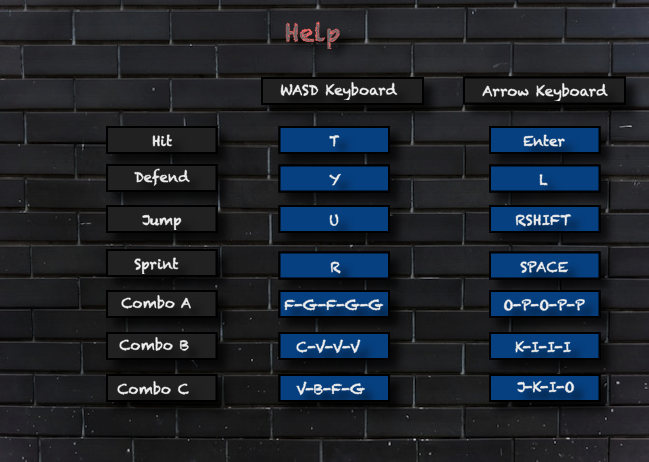 Help
WASD Keyboard Arrow Keyboard
Hit T Enter
Defend Y L
Jump U RSHIFT
Sprint R SPACE
Combo A F-G-F-G-G O-P-O-P-P
Combo B C-V-V-V K-I-I-I
Combo C V-B-F-G J-K-I-O